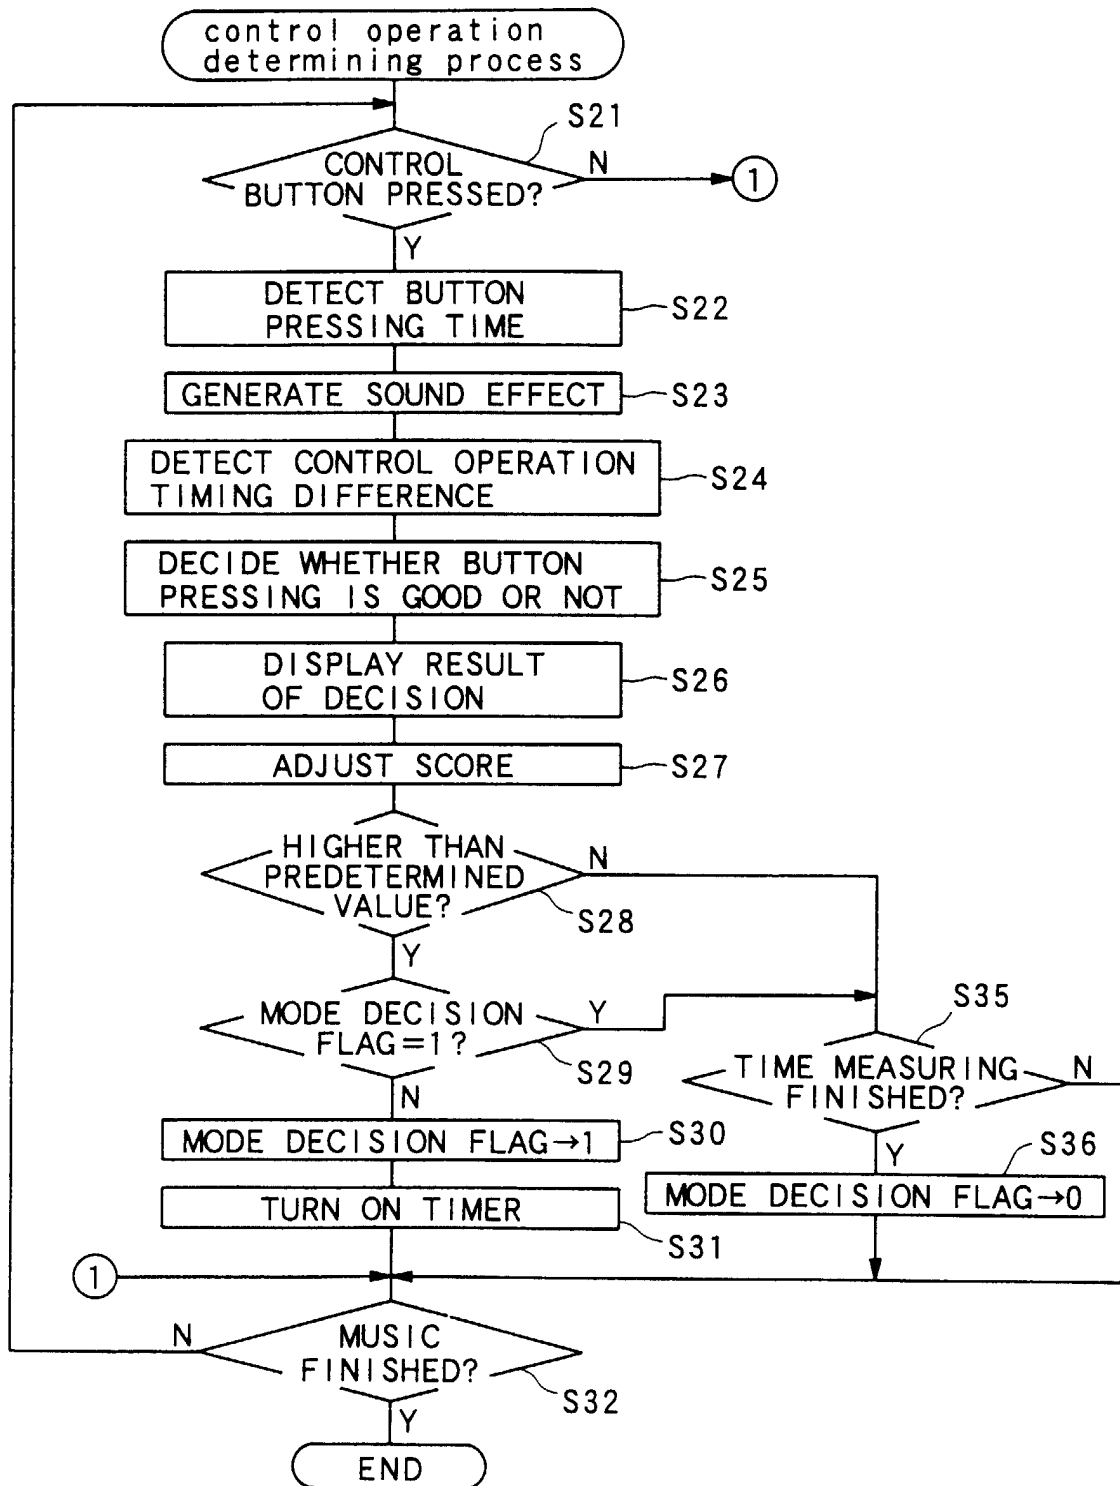 control operation
determining process
S21
CONTROL
BUTTON PRESSED?
N
1
Y
DETECT BUTTON
PRESSING TIME
S22
GENERATE SOUND EFFECT
S23
DETECT CONTROL OPERATION
TIMING DIFFERENCE
S24
DECIDE WHETHER BUTTON
PRESSING IS GOOD OR NOT
S25
DISPLAY RESULT
OF DECISION
S26
ADJUST SCORE
S27
HIGHER THAN
PREDETERMINED
VALUE?
N
S28
Y
MODE DECISION
FLAG=1?
Y
S29
N
S35
TIME MEASURING
FINISHED?
N
Y
MODE DECISION FLAG→1
S30
S36
MODE DECISION FLAG→0
TURN ON TIMER
S31
1
MUSIC
FINISHED?
N
S32
Y
END